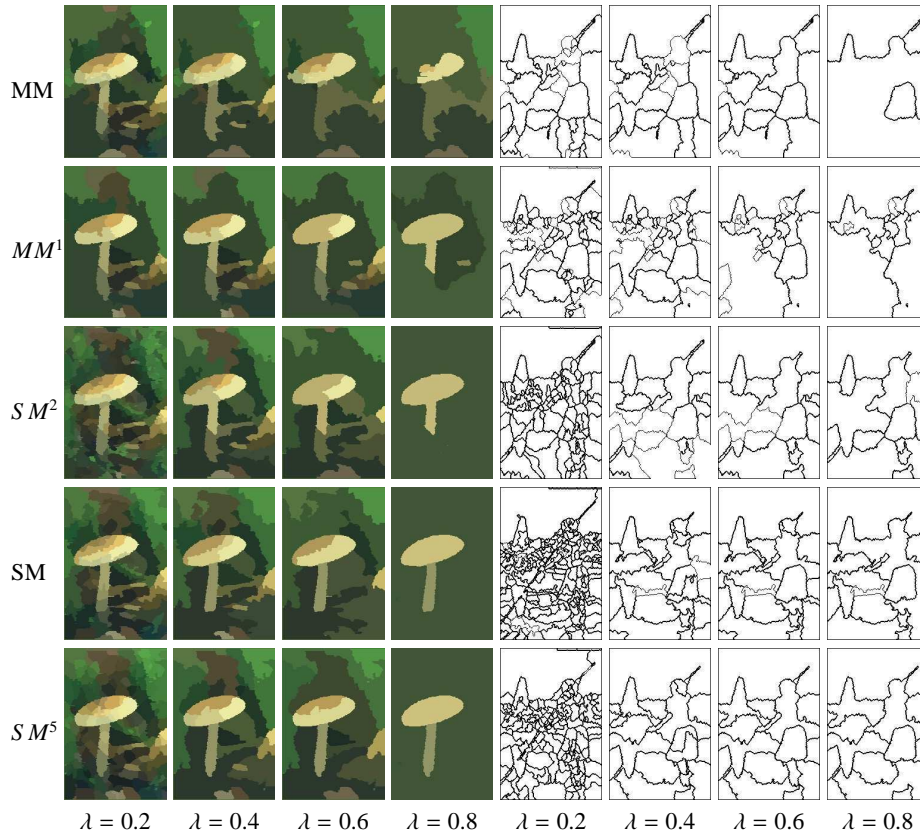 MM
MM¹
SM²
SM
SM⁵
λ = 0.2 λ = 0.4 λ = 0.6 λ = 0.8 λ = 0.2 λ = 0.4 λ = 0.6 λ = 0.8